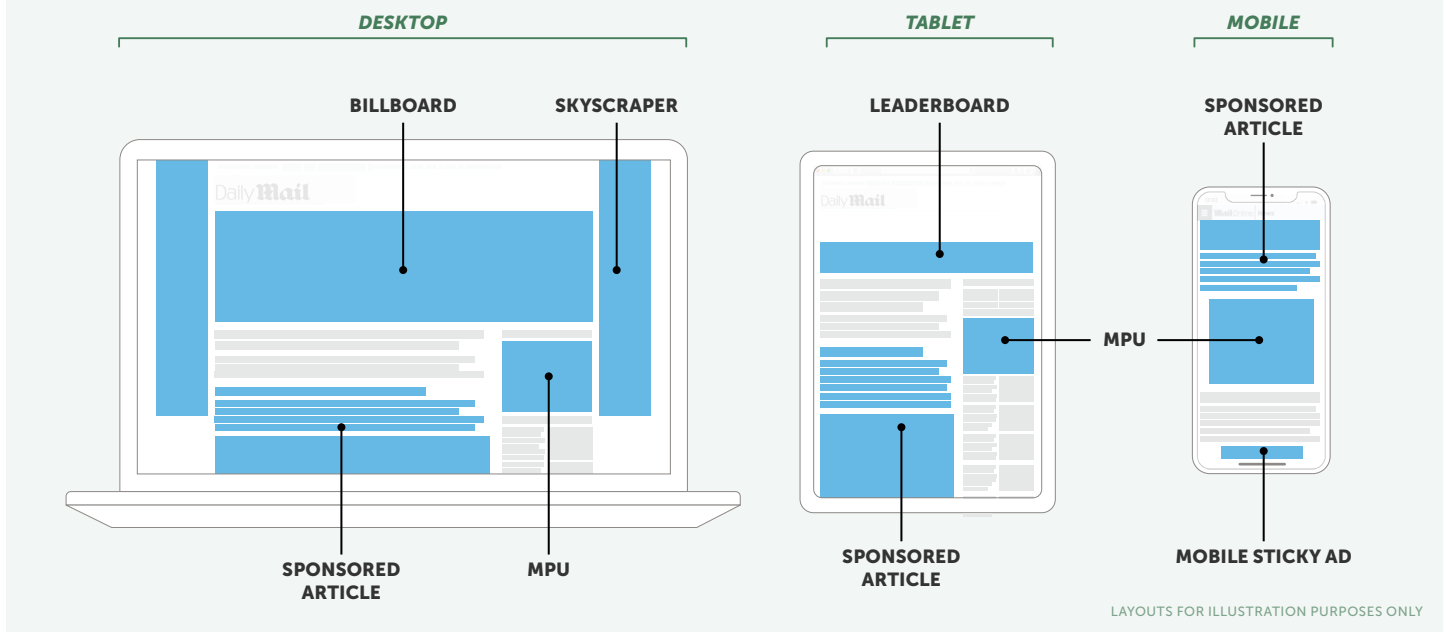 DESKTOP
TABLET
MOBILE
BILLBOARD
SKYSCRAPER
LEADERBOARD
SPONSORED
ARTICLE
Daily Mail
Daily Mail
MPU
SPONSORED
ARTICLE
MPU
SPONSORED
ARTICLE
MOBILE STICKY AD
LAYOUTS FOR ILLUSTRATION PURPOSES ONLY